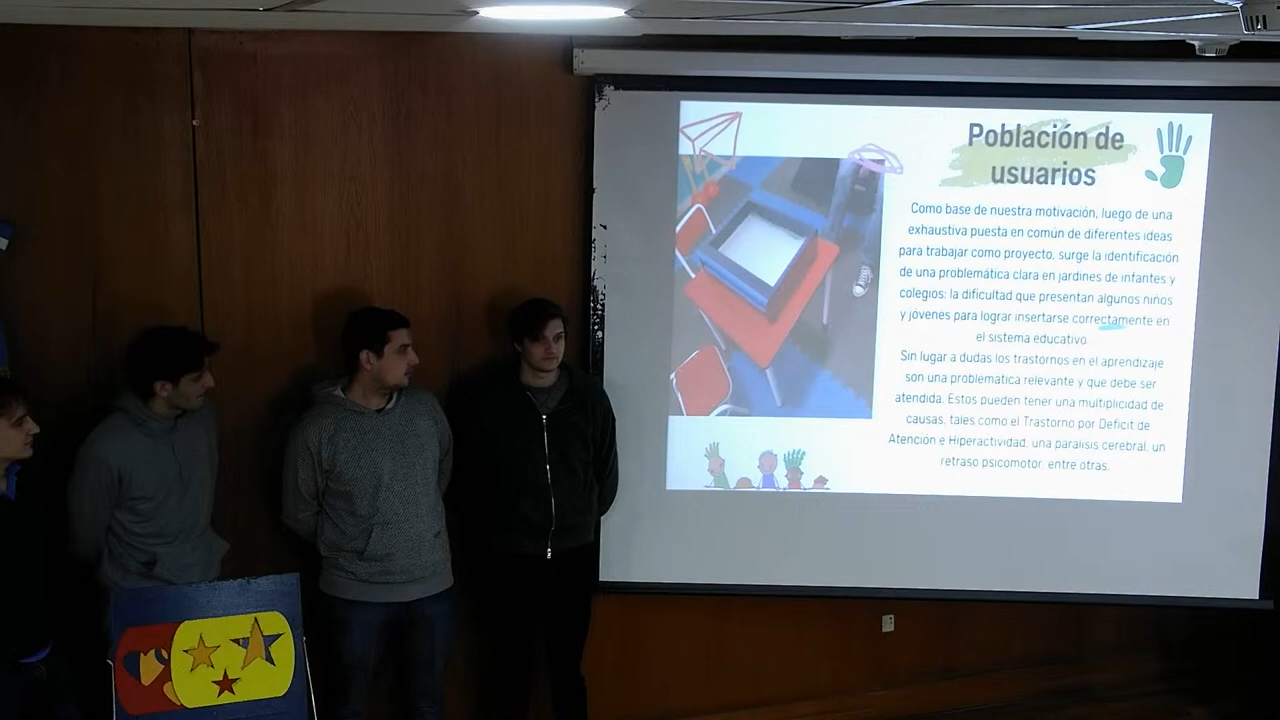 Población de
usuarios
Como base de nuestra motivación, luego de una
exhaustiva puesta en común de diferentes ideas
para trabajar como proyecto, surge la identificación
de una problemática clara en jardines de infantes y
colegios: la dificultad que presentan algunos niños
y jóvenes para lograr insertarse correctamente en
el sistema educativo.
Sin lugar a dudas los trastornos en el aprendizaje
son una problemática relevante y que debe ser
atendida. Estos pueden tener una multiplicidad de
causas, tales como el Trastorno por Deficit de
Atención e Hiperactividad, una paralisis cerebral, un
retraso psicomotor, entre otras.